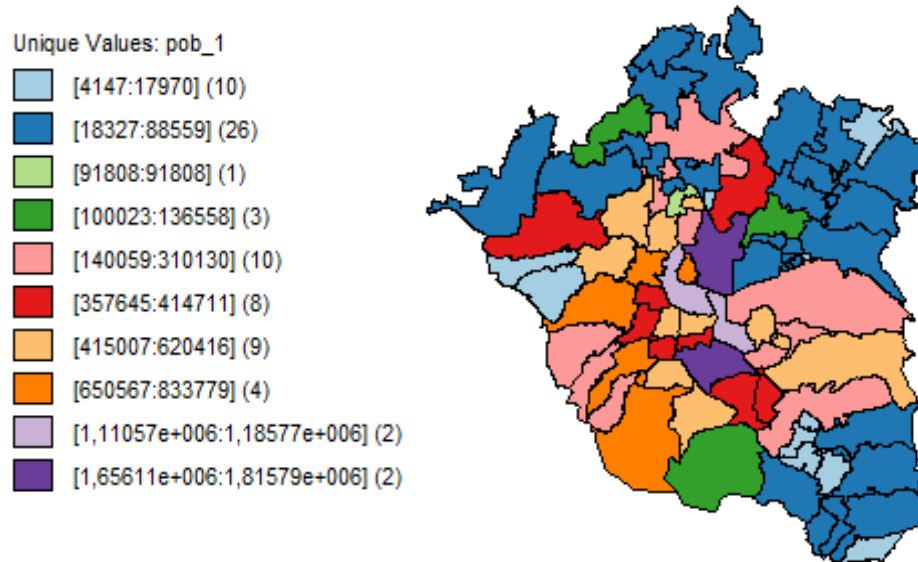 Unique Values: pob_1
[4147:17970] (10)
[18327:88559] (26)
[91808:91808] (1)
[100023:136558] (3)
[140059:310130] (10)
[357645:414711] (8)
[415007:620416] (9)
[650567:833779] (4)
[1,11057e+006:1,18577e+006] (2)
[1,65611e+006:1,81579e+006] (2)